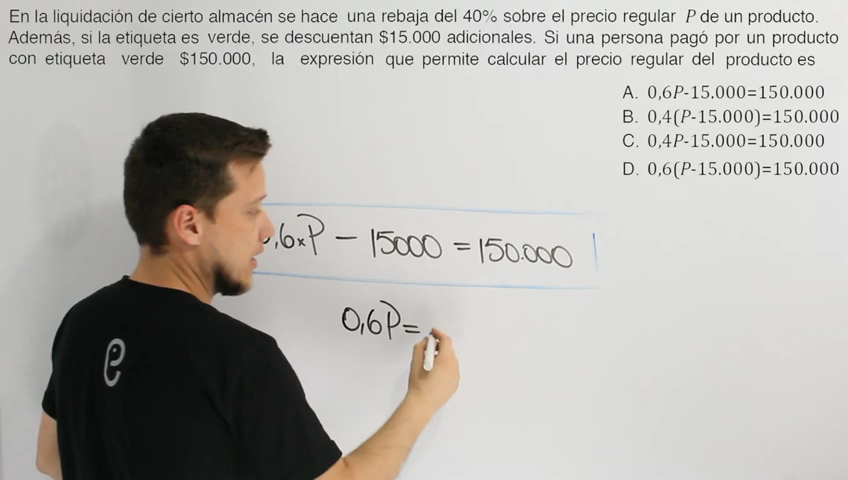 En la liquidación de cierto almacén se hace una rebaja del 40% sobre el precio regular P de un producto.
Además, si la etiqueta es verde, se descuentan $15.000 adicionales. Si una persona pagó por un producto
con etiqueta verde $150.000, la expresión que permite calcular el precio regular del producto es
A. 0,6P-15.000=150.000
B. 0,4(P-15.000)=150.000
C. 0,4P-15.000=150.000
D. 0,6(P-15.000)=150.000
,6xP - 15000 = 150.000
0,6P=
e